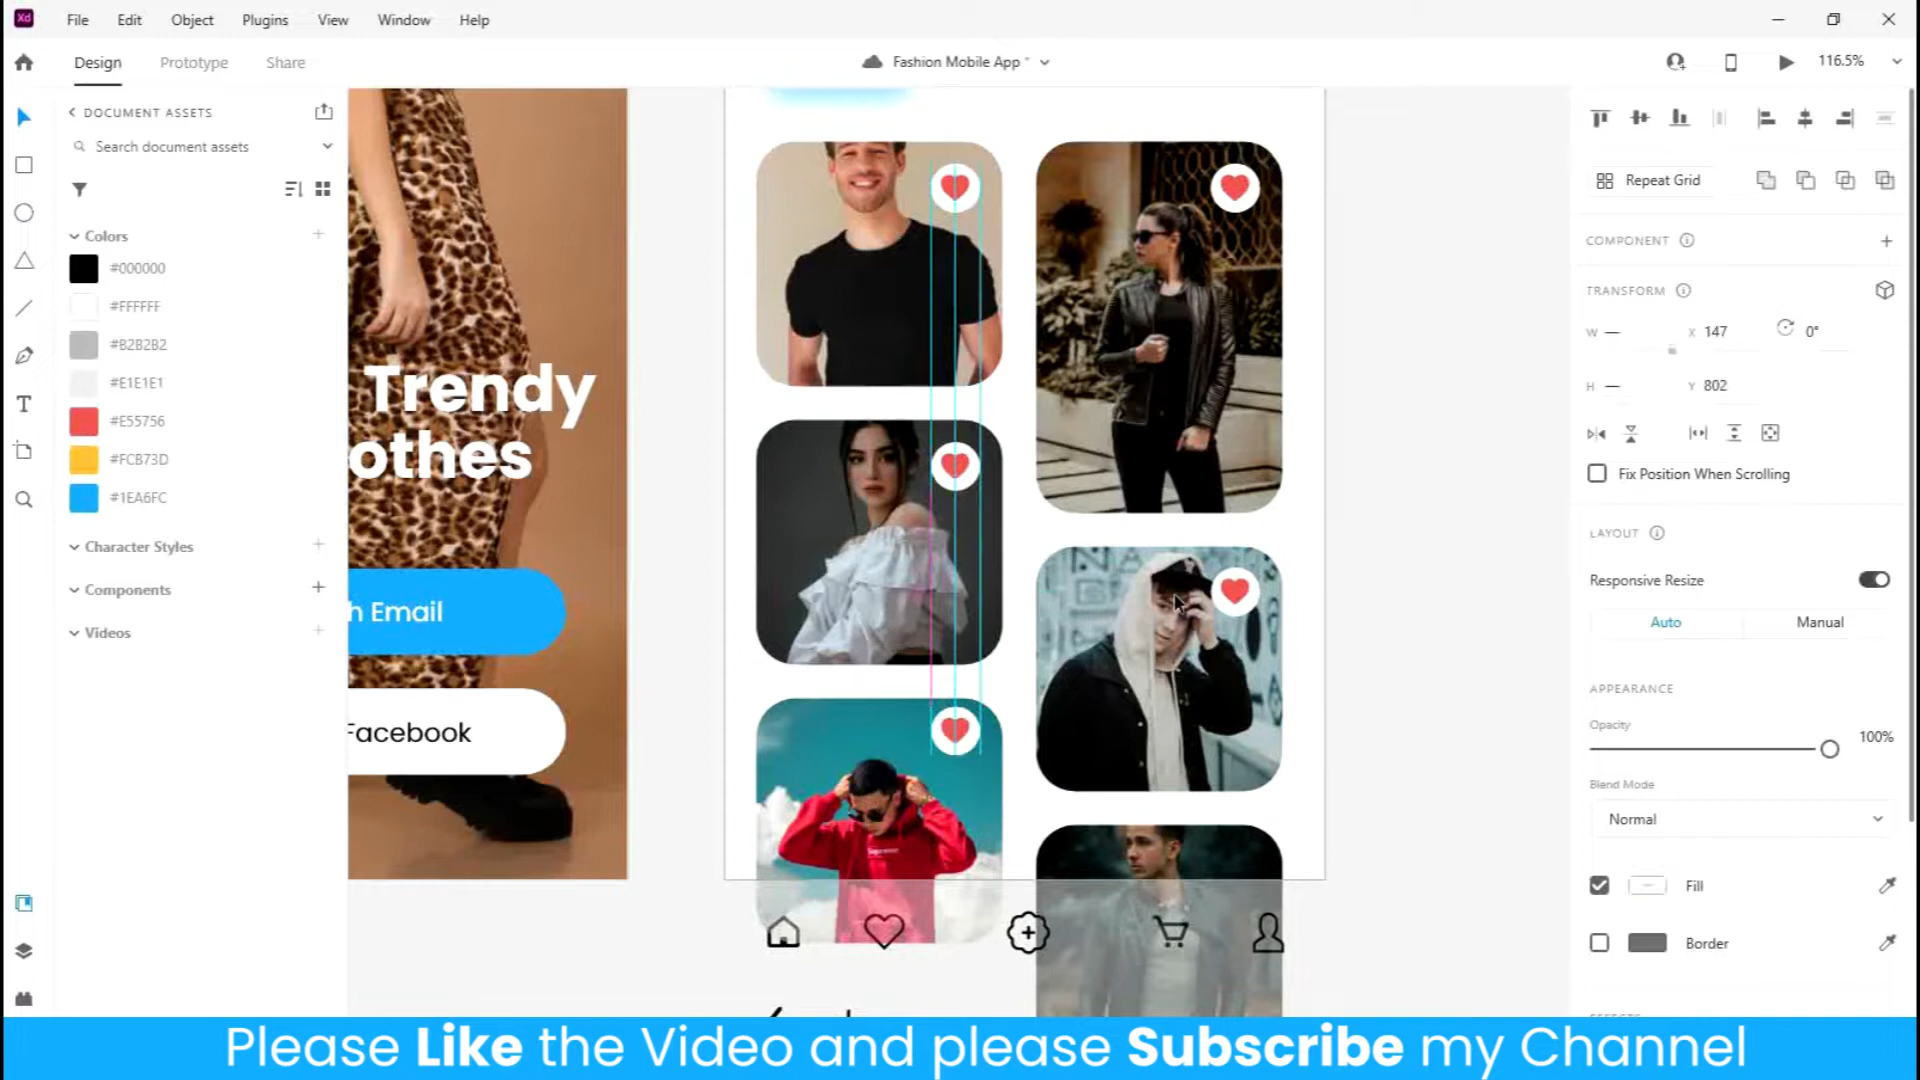 Xd File Edit Object Plugins View Window Help
Design Prototype Share Fashion Mobile App 116.5%
DOCUMENT ASSETS
Search document assets
Colors
#000000
#FFFFFF
#B2B2B2
#E1E1E1
#E55756
#FCB73D
#1EA6FC
Character Styles
Components
Videos
Trendy
othes
h Email
Facebook
Repeat Grid
COMPONENT
TRANSFORM
W — X 147 0°
H — Y 802
Fix Position When Scrolling
LAYOUT
Responsive Resize
Auto Manual
APPEARANCE
Opacity
100%
Blend Mode
Normal
Fill
Border
Please Like the Video and please Subscribe my Channel